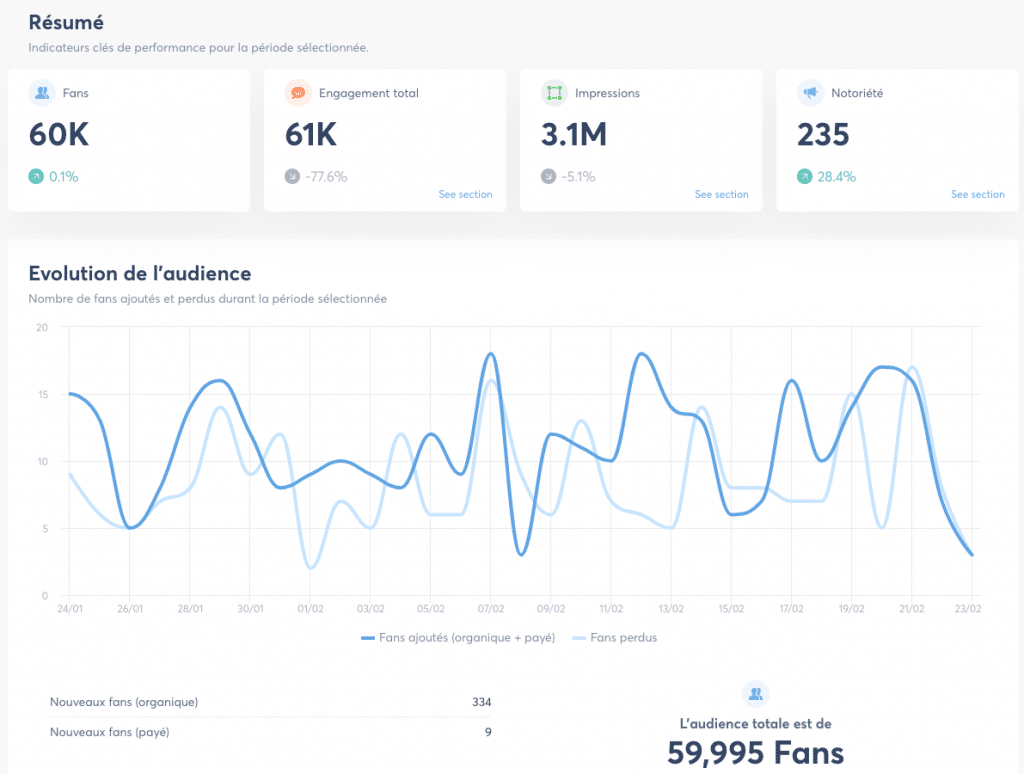 Résumé
Indicateurs clés de performance pour la période sélectionnée.
Fans
60K
0.1%
Engagement total
61K
-77.6%
See section
Impressions
3.1M
-5.1%
See section
Notoriété
235
28.4%
See section
Evolution de l'audience
Nombre de fans ajoutés et perdus durant la période sélectionnée
20
15
10
5
0
24/01 26/01 28/01 30/01 01/02 03/02 05/02 07/02 09/02 11/02 13/02 15/02 17/02 19/02 21/02 23/02
Fans ajoutés (organique + payé) Fans perdus
Nouveaux fans (organique) 334
Nouveaux fans (payé) 9
L'audience totale est de
59,995 Fans